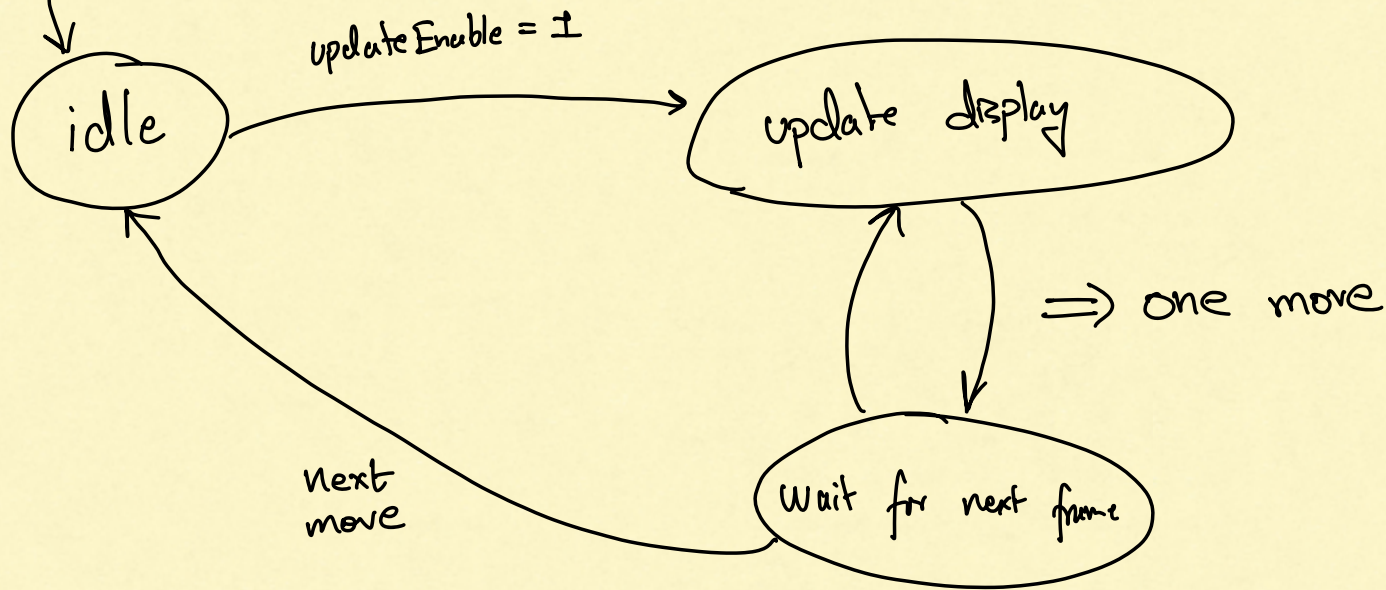 updateEnable = 1
idle
update display
⇒ one move
next
move
wait for next frame